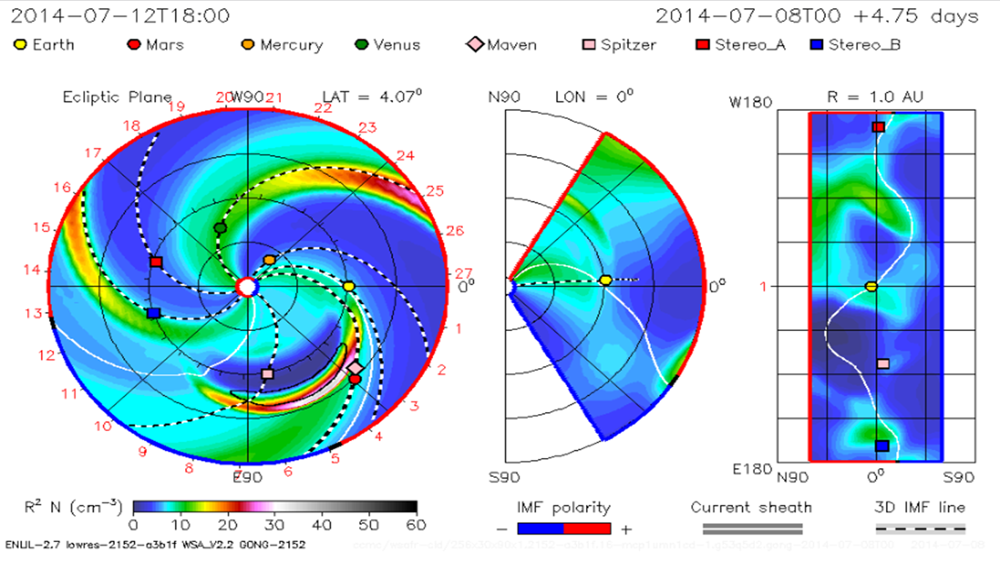 2014-07-12T18:00 2014-07-08T00 +4.75 days
Earth Mars Mercury Venus Maven Spitzer Stereo_A Stereo_B
Ecliptic Plane W90 LAT = 4.07° N90 LON = 0° W180 R = 1.0 AU
20 21
19 22
18 23
17 24
16 25
15 26
14 27 0° 0° 1
13 1
12 2
11 3
10 4
9 5
8 6
7
E90 S90 E180 N90 0° S90
R² N (cm⁻³) IMF polarity Current sheath 3D IMF line
- +
0 10 20 30 40 50 60
ENLIL-2.7 lowres-2152-a3b1f WSA_V2.2 GONG-2152